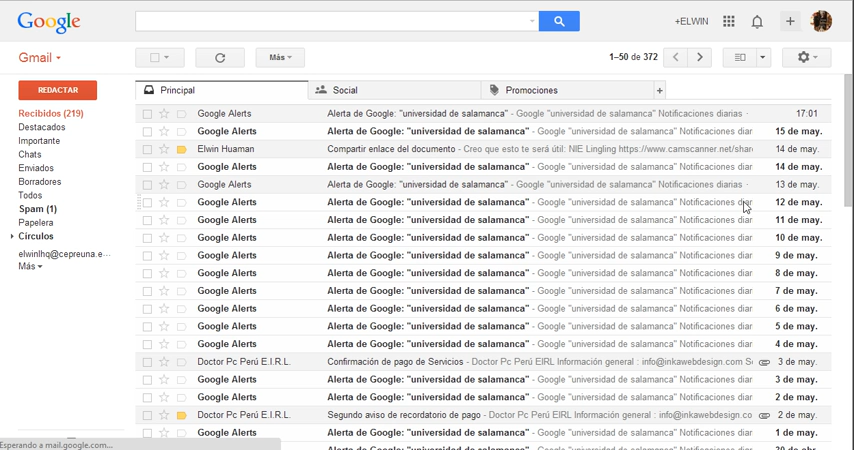 Google +ELWIN
Gmail Más 1–50 de 372
REDACTAR
Recibidos (219)
Destacados
Importante
Chats
Enviados
Borradores
Todos
Spam (1)
Papelera
Círculos
elwinlhq@cepreuna.e...
Más
Principal Social Promociones +
Google Alerts Alerta de Google: "universidad de salamanca" - Google "universidad de salamanca" Notificaciones diarias · 17:01
Google Alerts Alerta de Google: "universidad de salamanca" - Google "universidad de salamanca" Notificaciones diar 15 de may.
Elwin Huaman Compartir enlace del documento - Creo que esto te será útil: NIE Lingling https://www.camscanner.net/share 14 de may.
Google Alerts Alerta de Google: "universidad de salamanca" - Google "universidad de salamanca" Notificaciones diar 14 de may.
Google Alerts Alerta de Google: "universidad de salamanca" - Google "universidad de salamanca" Notificaciones diarias · 13 de may.
Google Alerts Alerta de Google: "universidad de salamanca" - Google "universidad de salamanca" Notificaciones diar 12 de may.
Google Alerts Alerta de Google: "universidad de salamanca" - Google "universidad de salamanca" Notificaciones diar 11 de may.
Google Alerts Alerta de Google: "universidad de salamanca" - Google "universidad de salamanca" Notificaciones diar 10 de may.
Google Alerts Alerta de Google: "universidad de salamanca" - Google "universidad de salamanca" Notificaciones diar 9 de may.
Google Alerts Alerta de Google: "universidad de salamanca" - Google "universidad de salamanca" Notificaciones diar 8 de may.
Google Alerts Alerta de Google: "universidad de salamanca" - Google "universidad de salamanca" Notificaciones diar 7 de may.
Google Alerts Alerta de Google: "universidad de salamanca" - Google "universidad de salamanca" Notificaciones diar 6 de may.
Google Alerts Alerta de Google: "universidad de salamanca" - Google "universidad de salamanca" Notificaciones diar 5 de may.
Google Alerts Alerta de Google: "universidad de salamanca" - Google "universidad de salamanca" Notificaciones diar 4 de may.
Doctor Pc Perú E.I.R.L. Confirmación de pago de Servicios - Doctor Pc Perú EIRL Información general : info@inkawebdesign.com Se 3 de may.
Google Alerts Alerta de Google: "universidad de salamanca" - Google "universidad de salamanca" Notificaciones diar 3 de may.
Google Alerts Alerta de Google: "universidad de salamanca" - Google "universidad de salamanca" Notificaciones diar 2 de may.
Doctor Pc Perú E.I.R.L. Segundo aviso de recordatorio de pago - Doctor Pc Perú EIRL Información general : info@inkawebdesign.co 2 de may.
Google Alerts Alerta de Google: "universidad de salamanca" - Google "universidad de salamanca" Notificaciones diar 1 de may.
Esperando a mail.google.com...